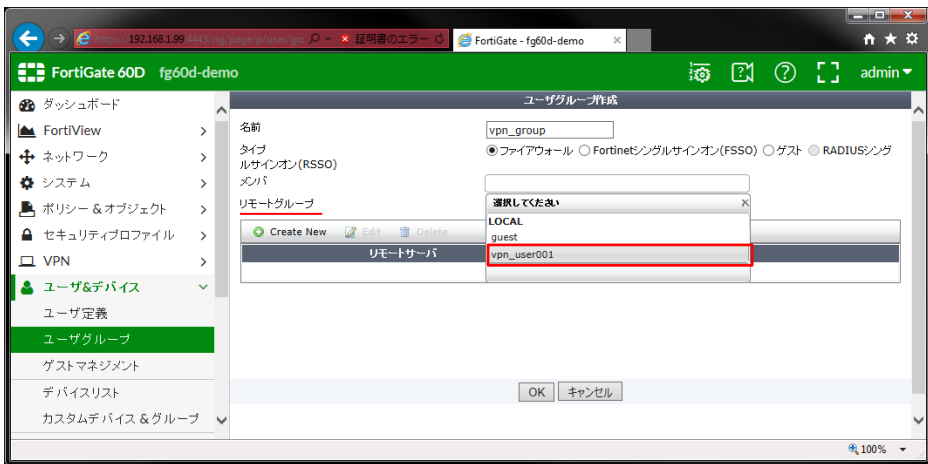 https://192.168.1.99:4443/ng/page/p/user/grc
証明書のエラー
FortiGate - fg60d-demo
FortiGate 60D fg60d-demo
admin
ダッシュボード
FortiView
ネットワーク
システム
ポリシー & オブジェクト
セキュリティプロファイル
VPN
ユーザ&デバイス
ユーザ定義
ユーザグループ
ゲストマネジメント
デバイスリスト
カスタムデバイス & グループ
ユーザグループ作成
名前 vpn_group
タイプ ファイアウォール Fortinetシングルサインオン(FSSO) ゲスト RADIUSシング
ルサインオン(RSSO)
メンバ
リモートグループ
選択してください
LOCAL
guest
vpn_user001
Create New Edit Delete
リモートサーバ
OK キャンセル
100%